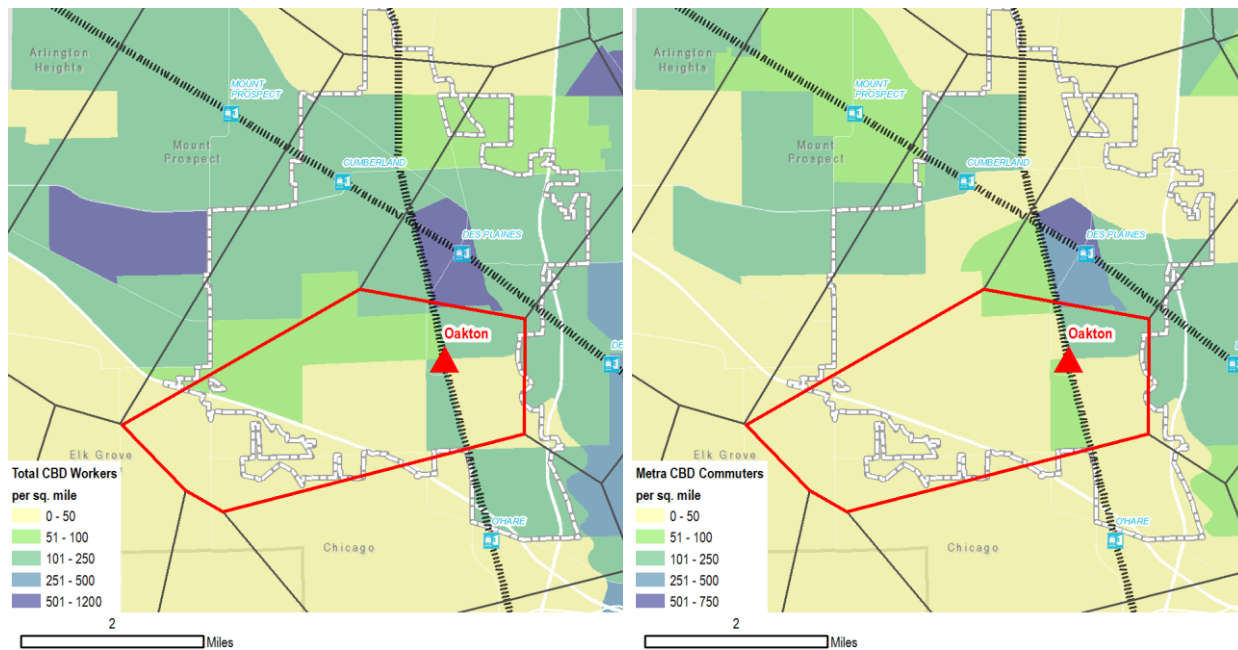 Arlington
Heights
MOUNT
PROSPECT
Mount
Prospect
CUMBERLAND
DES PLAINES
Oakton
DE
Elk Grove
Total CBD Workers
per sq. mile
0 - 50
51 - 100
101 - 250
251 - 500
501 - 1200
O'HARE
Chicago
2
Miles
Arlington
Heights
MOUNT
PROSPECT
Mount
Prospect
CUMBERLAND
DES PLAINES
Oakton
DE
Elk Grove
Metra CBD Commuters
per sq. mile
0 - 50
51 - 100
101 - 250
251 - 500
501 - 750
O'HARE
Chicago
2
Miles